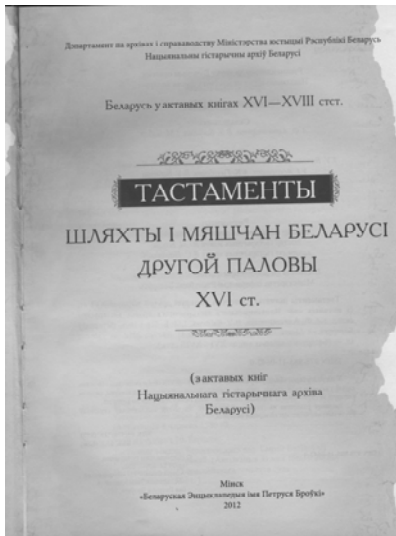 Дэпартамент па архівах і справаводству Міністэрства юстыцыі Рэспублікі Беларусь
Нацыянальны гістарычны архіў Беларусі
Беларусь у актавых кнігах XVI—XVIII стст.
ТАСТАМЕНТЫ
ШЛЯХТЫ І МЯШЧАН БЕЛАРУСІ
ДРУГОЙ ПАЛОВЫ
XVI ст.
(з актавых кніг
Нацыянальнага гістарычнага архіва
Беларусі)
Мінск
«Беларуская Энцыклапедыя імя Петруся Броўкі»
2012